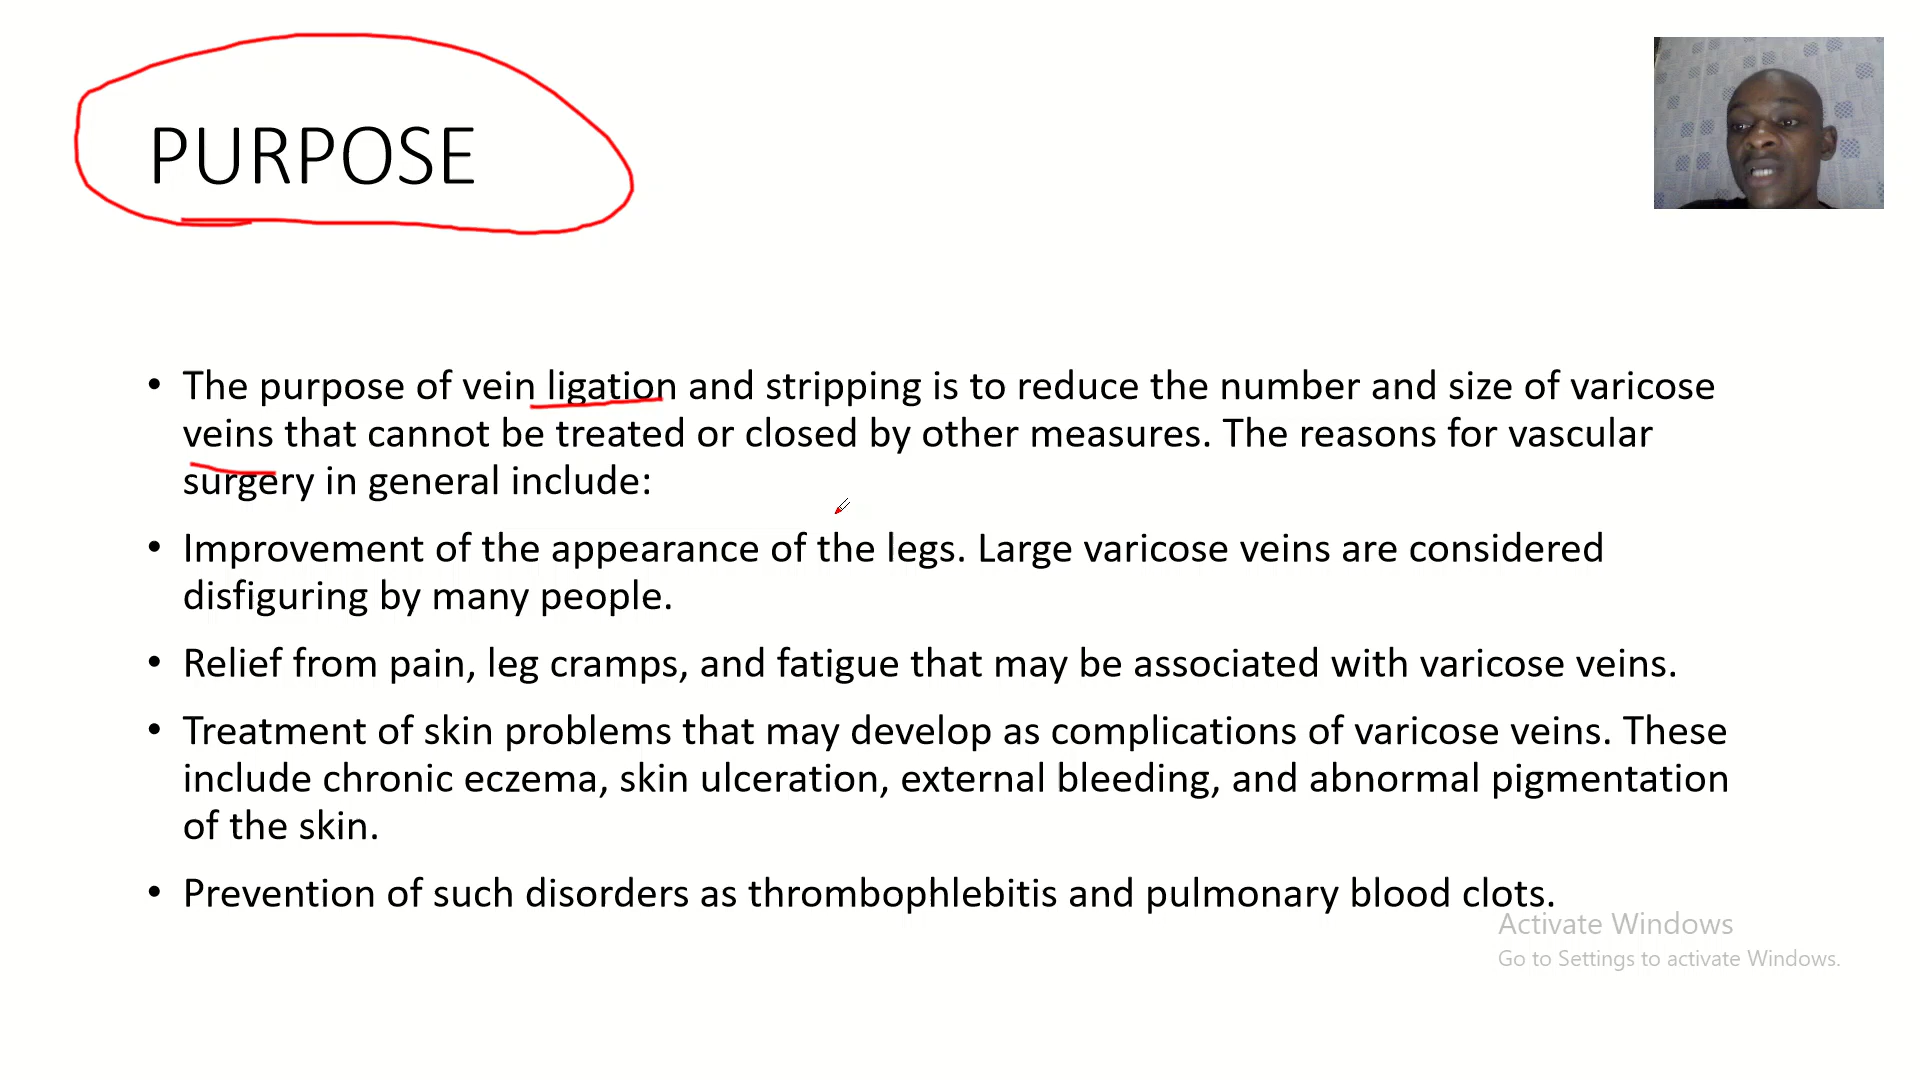 PURPOSE
• The purpose of vein ligation and stripping is to reduce the number and size of varicose
veins that cannot be treated or closed by other measures. The reasons for vascular
surgery in general include:
• Improvement of the appearance of the legs. Large varicose veins are considered
disfiguring by many people.
• Relief from pain, leg cramps, and fatigue that may be associated with varicose veins.
• Treatment of skin problems that may develop as complications of varicose veins. These
include chronic eczema, skin ulceration, external bleeding, and abnormal pigmentation
of the skin.
• Prevention of such disorders as thrombophlebitis and pulmonary blood clots.
Activate Windows
Go to Settings to activate Windows.